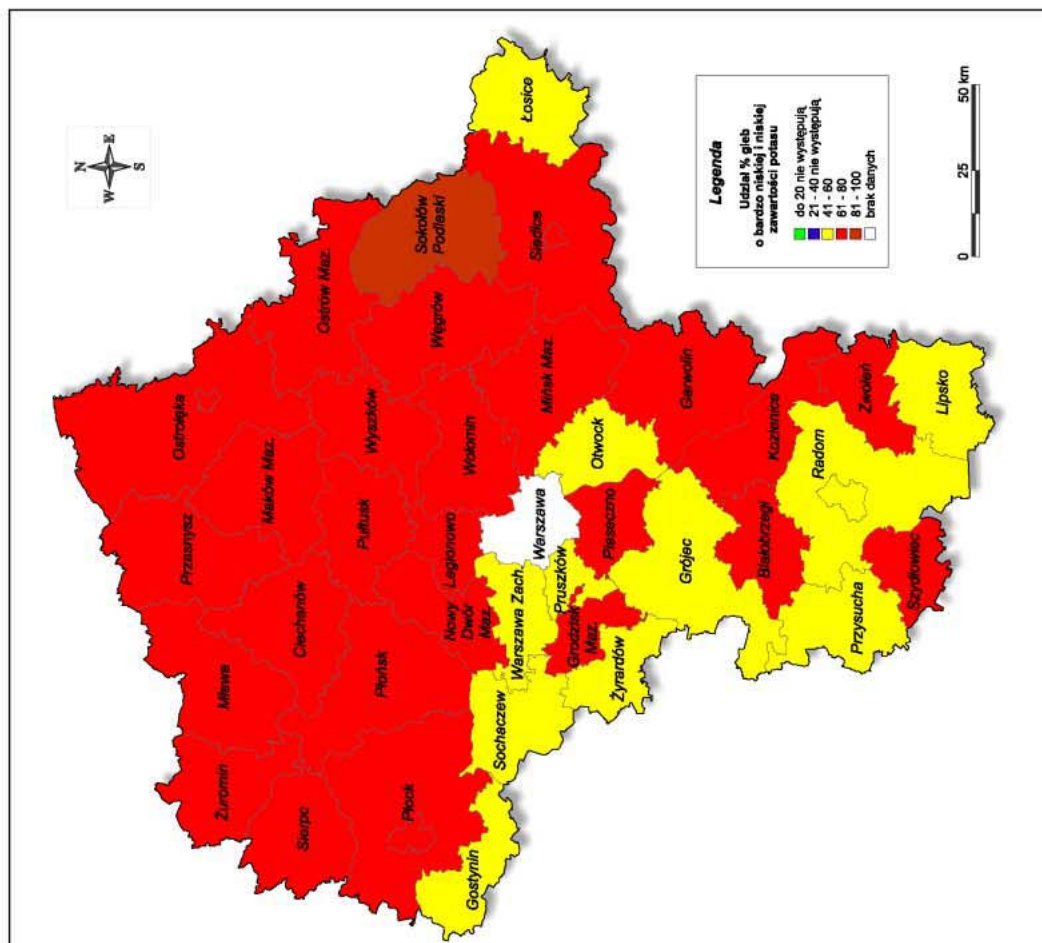 N
W E
S
Żuromin
Mława
Przasnysz
Ostrołęka
Sierpc
Ciechanów
Maków Maz.
Ostrów Maz.
Płock
Płońsk
Pułtusk
Wyszków
Sokołów
Podlaski
Węgrów
Gostynin
Sochaczew
Nowy
Dwór
Maz.
Legionowo
Wołomin
Siedlce
Łosice
Warszawa Zach.
Warszawa
Mińsk Maz.
Pruszków
Grodzisk
Maz.
Otwock
Żyrardów
Piaseczno
Garwolin
Grójec
Białobrzegi
Kozienice
Radom
Zwoleń
Przysucha
Szydłowiec
Lipsko
Legenda
Udział % gleb
o bardzo niskiej i niskiej
zawartości potasu
do 20 nie występują
21 - 40 nie występują
41 - 60
61 - 80
81 - 100
brak danych
0 25 50 km